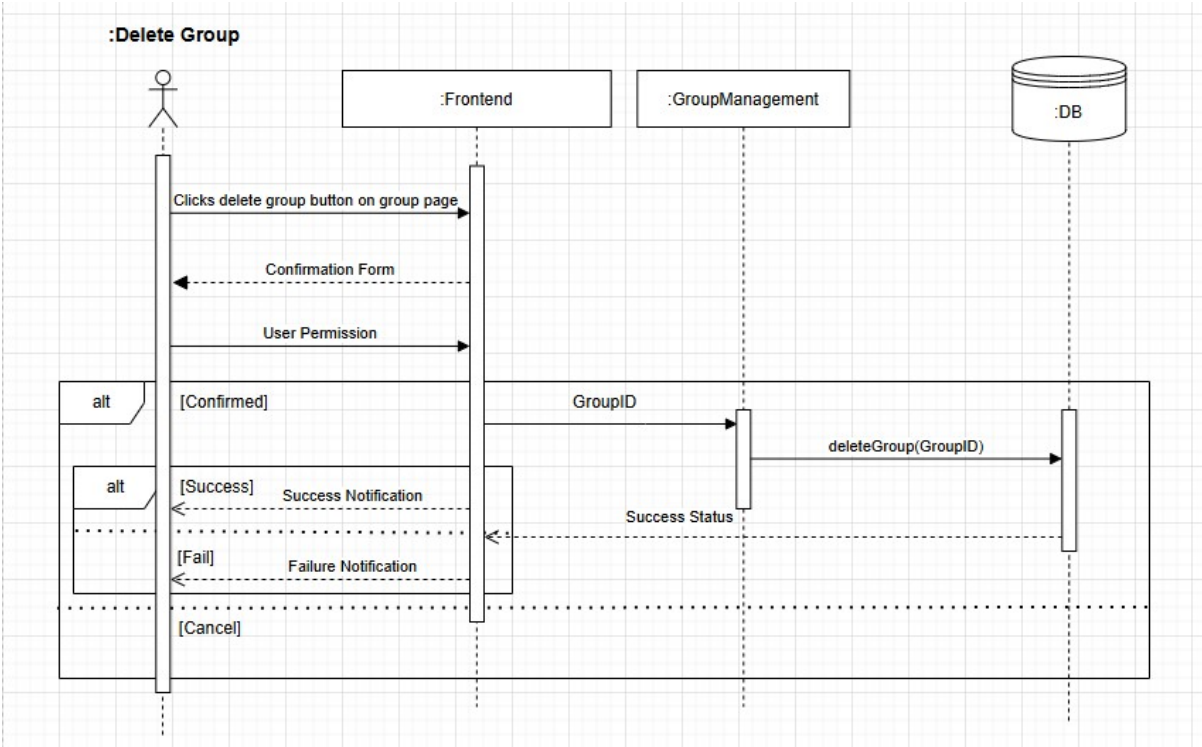 :Delete Group
:Frontend
:GroupManagement
:DB
Clicks delete group button on group page
Confirmation Form
User Permission
alt
[Confirmed]
GroupID
deleteGroup(GroupID)
alt
[Success]
Success Notification
Success Status
[Fail]
Failure Notification
[Cancel]